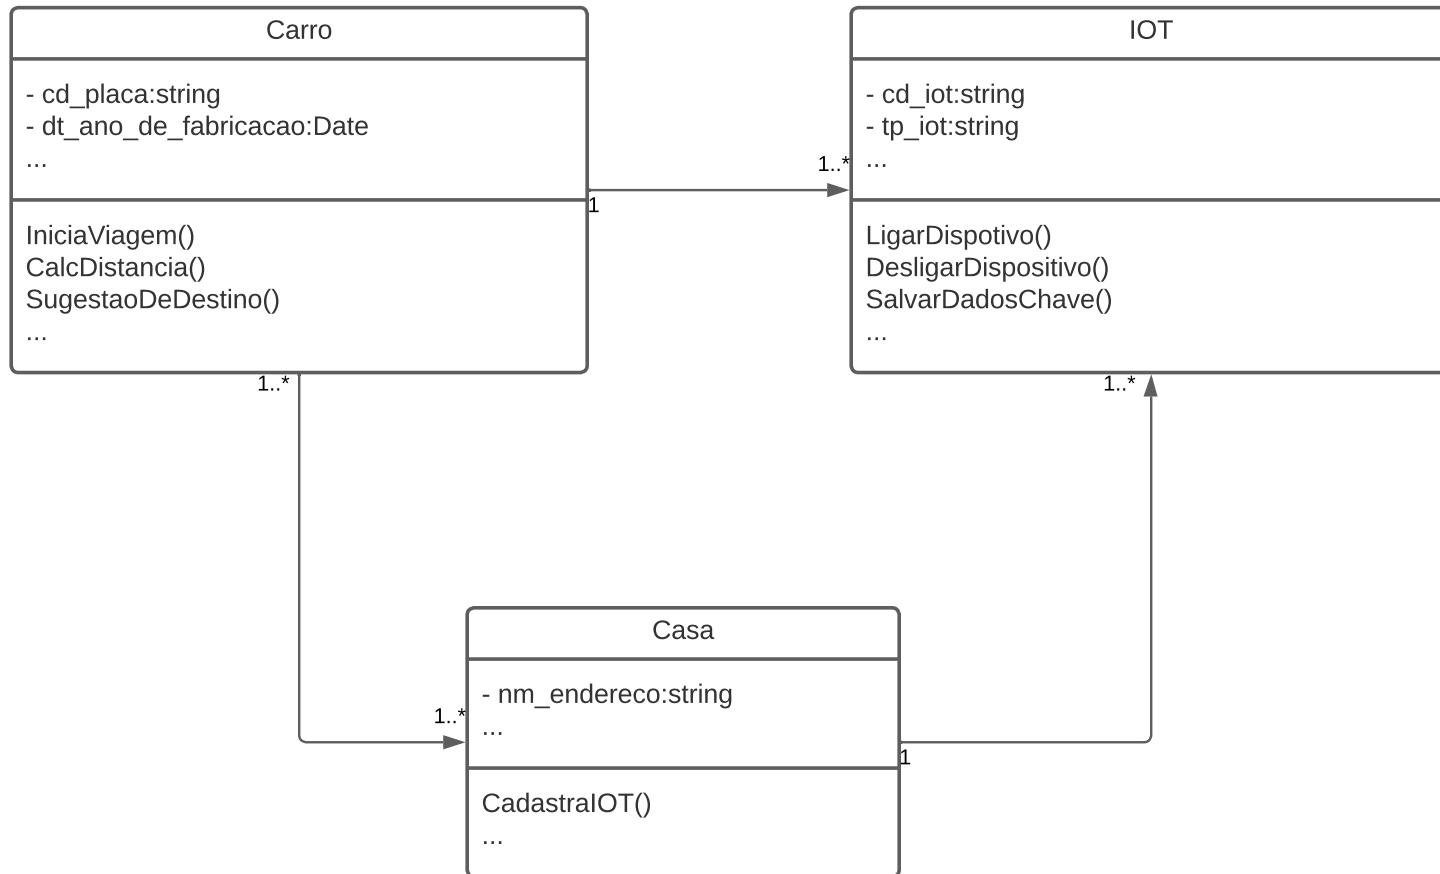 Carro
- cd_placa:string
- dt_ano_de_fabricacao:Date
...
IniciaViagem()
CalcDistancia()
SugestaoDeDestino()
...
1
1..*
IOT
- cd_iot:string
- tp_iot:string
...
LigarDispotivo()
DesligarDispositivo()
SalvarDadosChave()
...
1..*
1..*
1..*
Casa
- nm_endereco:string
...
CadastraIOT()
...
1